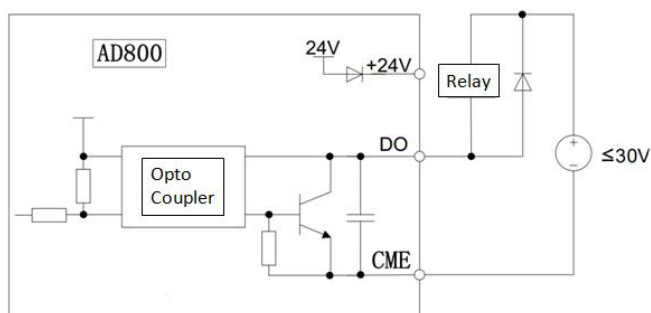 AD800
24V
+24V
Relay
DO
≤30V
Opto
Coupler
CME